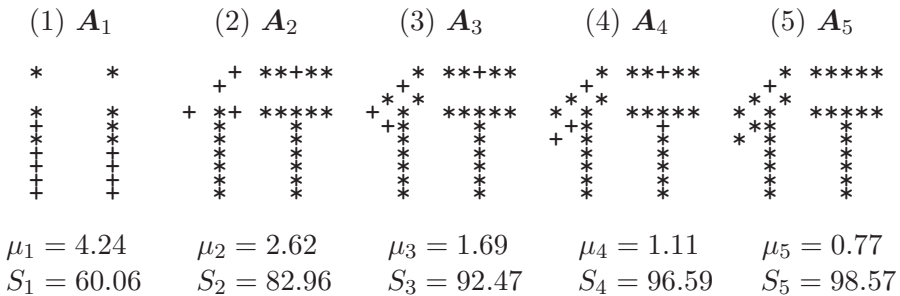 (1) A₁ (2) A₂ (3) A₃ (4) A₄ (5) A₅
μ₁ = 4.24 μ₂ = 2.62 μ₃ = 1.69 μ₄ = 1.11 μ₅ = 0.77
S₁ = 60.06 S₂ = 82.96 S₃ = 92.47 S₄ = 96.59 S₅ = 98.57